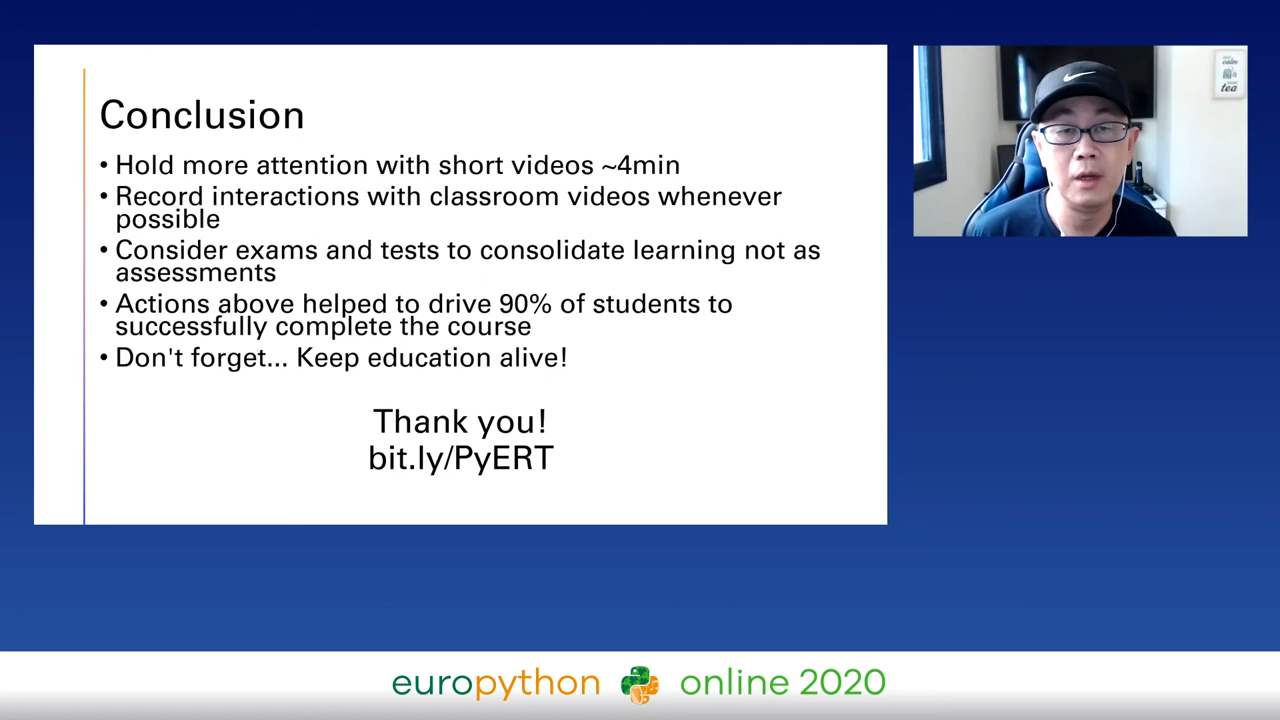 Conclusion
• Hold more attention with short videos ~4min
• Record interactions with classroom videos whenever
possible
• Consider exams and tests to consolidate learning not as
assessments
• Actions above helped to drive 90% of students to
successfully complete the course
• Don't forget... Keep education alive!
Thank you!
bit.ly/PyERT
calm
tea
europython online 2020